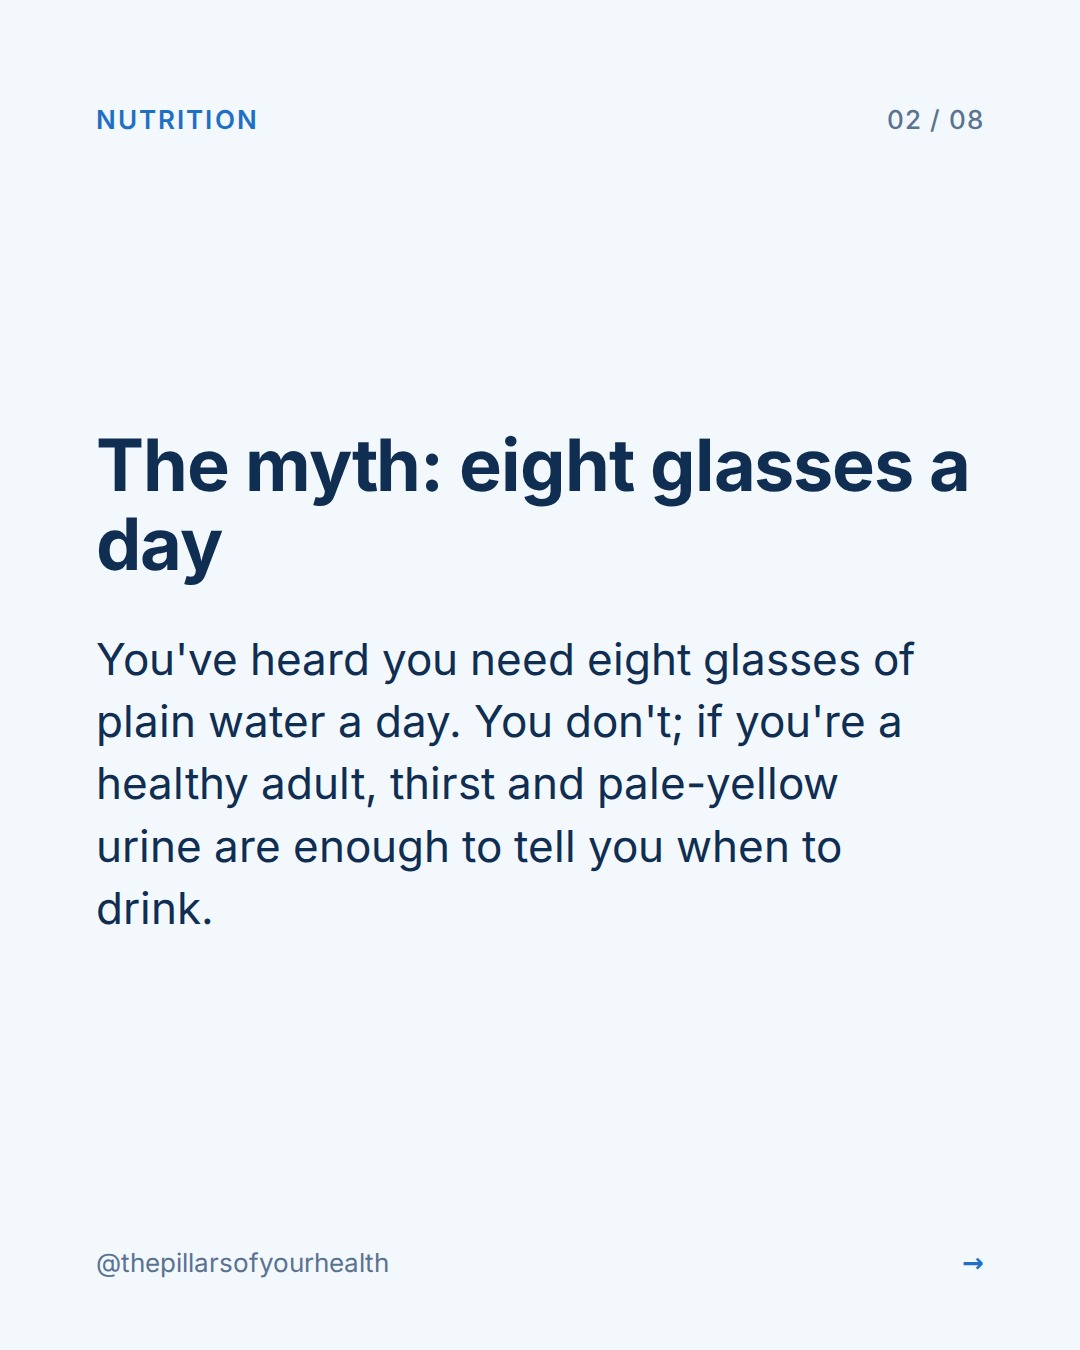 NUTRITION
02 / 08
The myth: eight glasses a
day
You've heard you need eight glasses of
plain water a day. You don't; if you're a
healthy adult, thirst and pale-yellow
urine are enough to tell you when to
drink.
@thepillarsofyourhealth
→